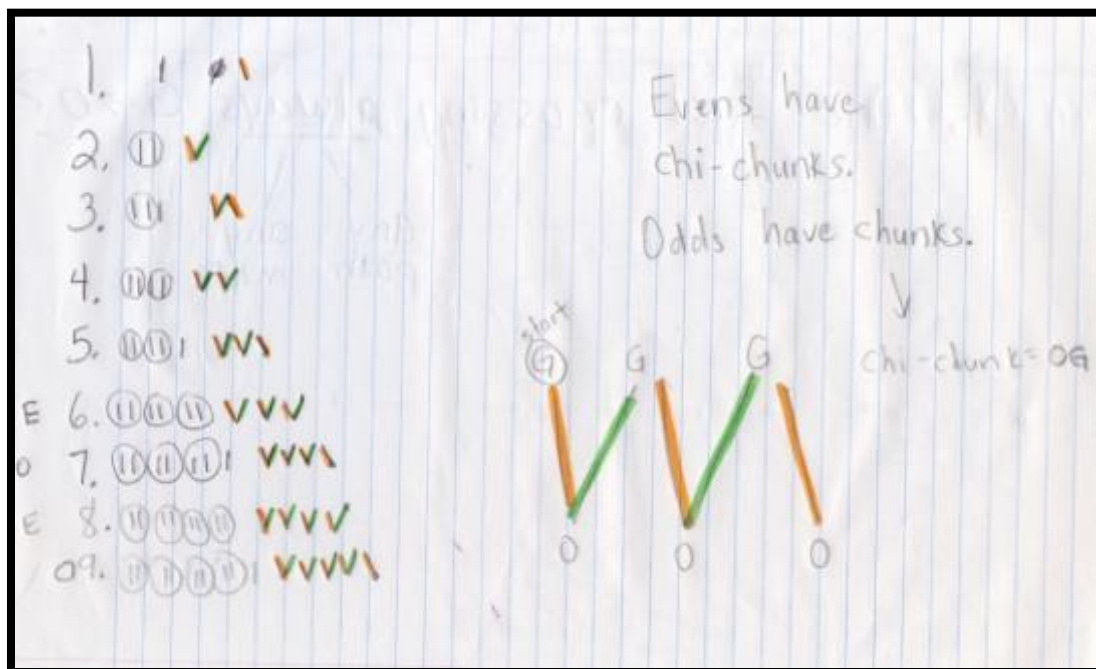 1.
2.
3.
4.
5.
E 6.
O 7.
E 8.
O 9.
Evens have
chi-chunks.
Odds have chunks.
chi-chunk = OG
start
G G G
O O O